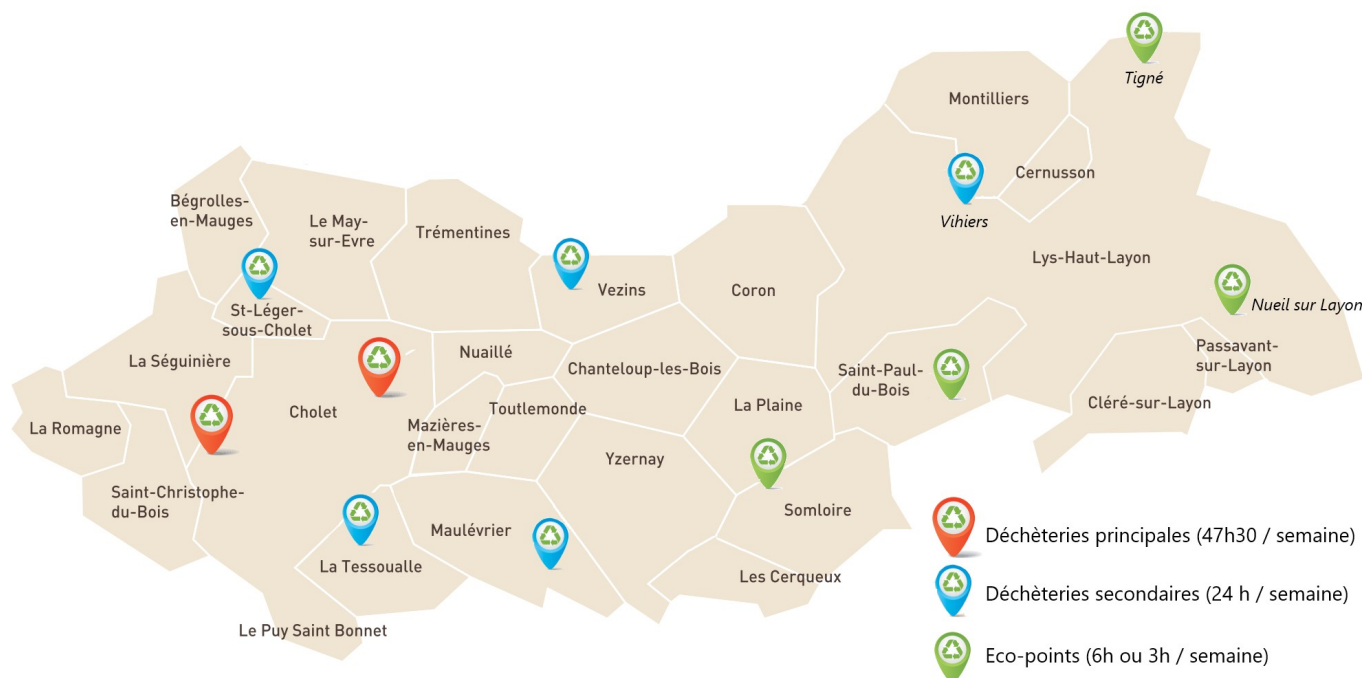 Tigné
Montilliers
Cernusson
Vihiers
Bégrolles-
en-Mauges
Le May-
sur-Evre
Trémentines
Vezins
Coron
Lys-Haut-Layon
Nueil sur Layon
St-Léger-
sous-Cholet
La Séguinière
Nuaillé
Chanteloup-les-Bois
Saint-Paul-
du-Bois
Passavant-
sur-Layon
Cléré-sur-Layon
La Romagne
Cholet
Mazières-
en-Mauges
Toutlemonde
La Plaine
Yzernay
Saint-Christophe-
du-Bois
Maulévrier
Somloire
La Tessoualle
Les Cerqueux
Le Puy Saint Bonnet
Déchèteries principales (47h30 / semaine)
Déchèteries secondaires (24 h / semaine)
Eco-points (6h ou 3h / semaine)